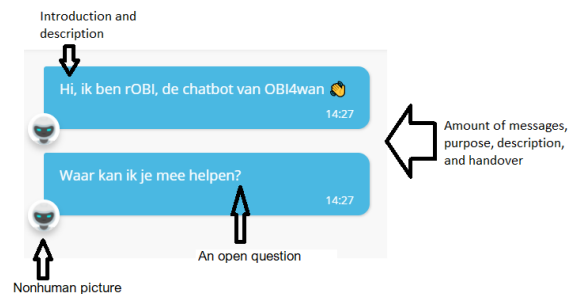 Introduction and
description
Hi, ik ben rOBI, de chatbot van OBI4wan 👋
14:27
Amount of messages,
purpose, description,
and handover
Waar kan ik je mee helpen?
14:27
An open question
Nonhuman picture